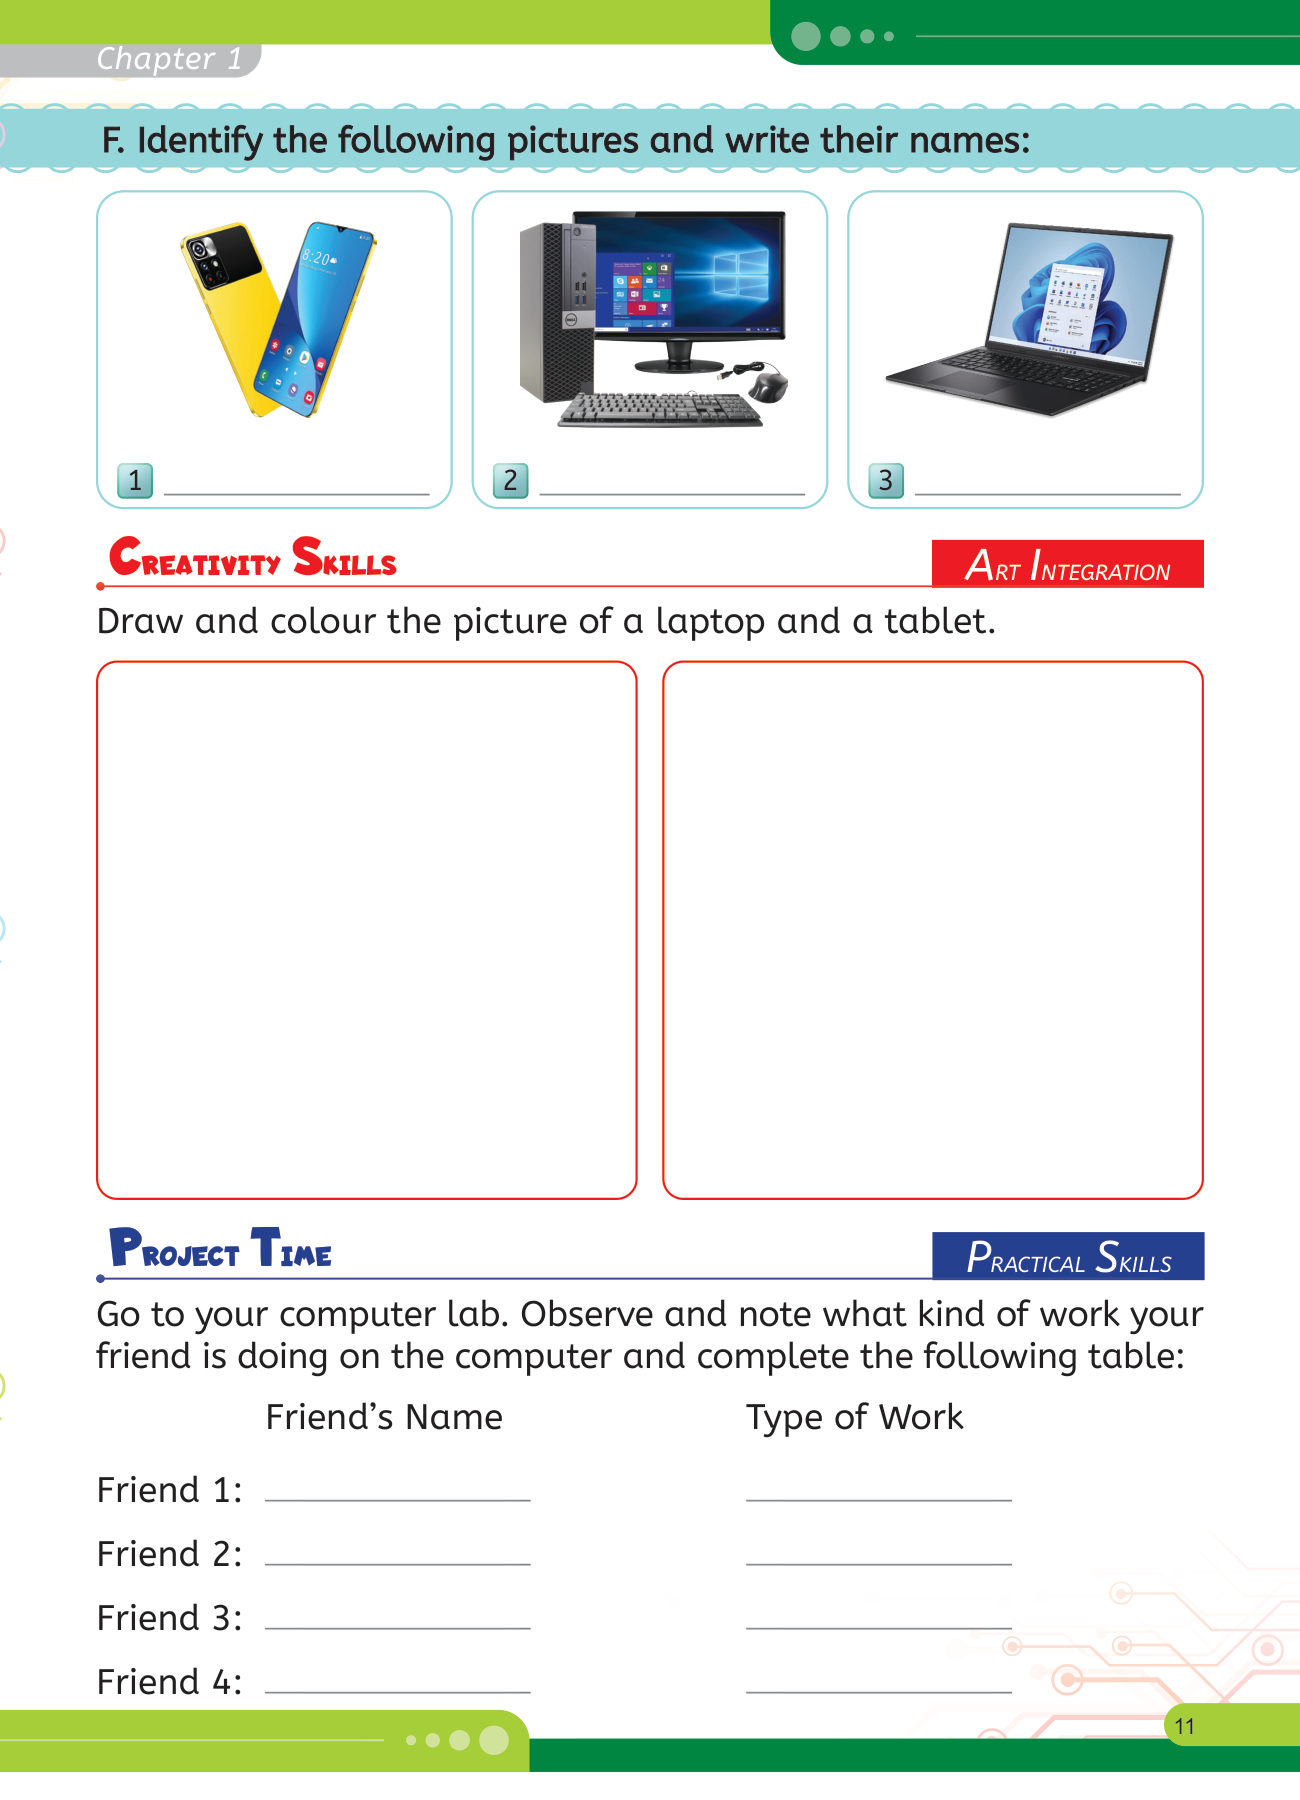 Chapter 1
F. Identify the following pictures and write their names:
8:20
DELL
1
2
3
CREATIVITY SKILLS
ART INTEGRATION
Draw and colour the picture of a laptop and a tablet.
PROJECT TIME
PRACTICAL SKILLS
Go to your computer lab. Observe and note what kind of work your
friend is doing on the computer and complete the following table:
Friend's Name Type of Work
Friend 1:
Friend 2:
Friend 3:
Friend 4:
11